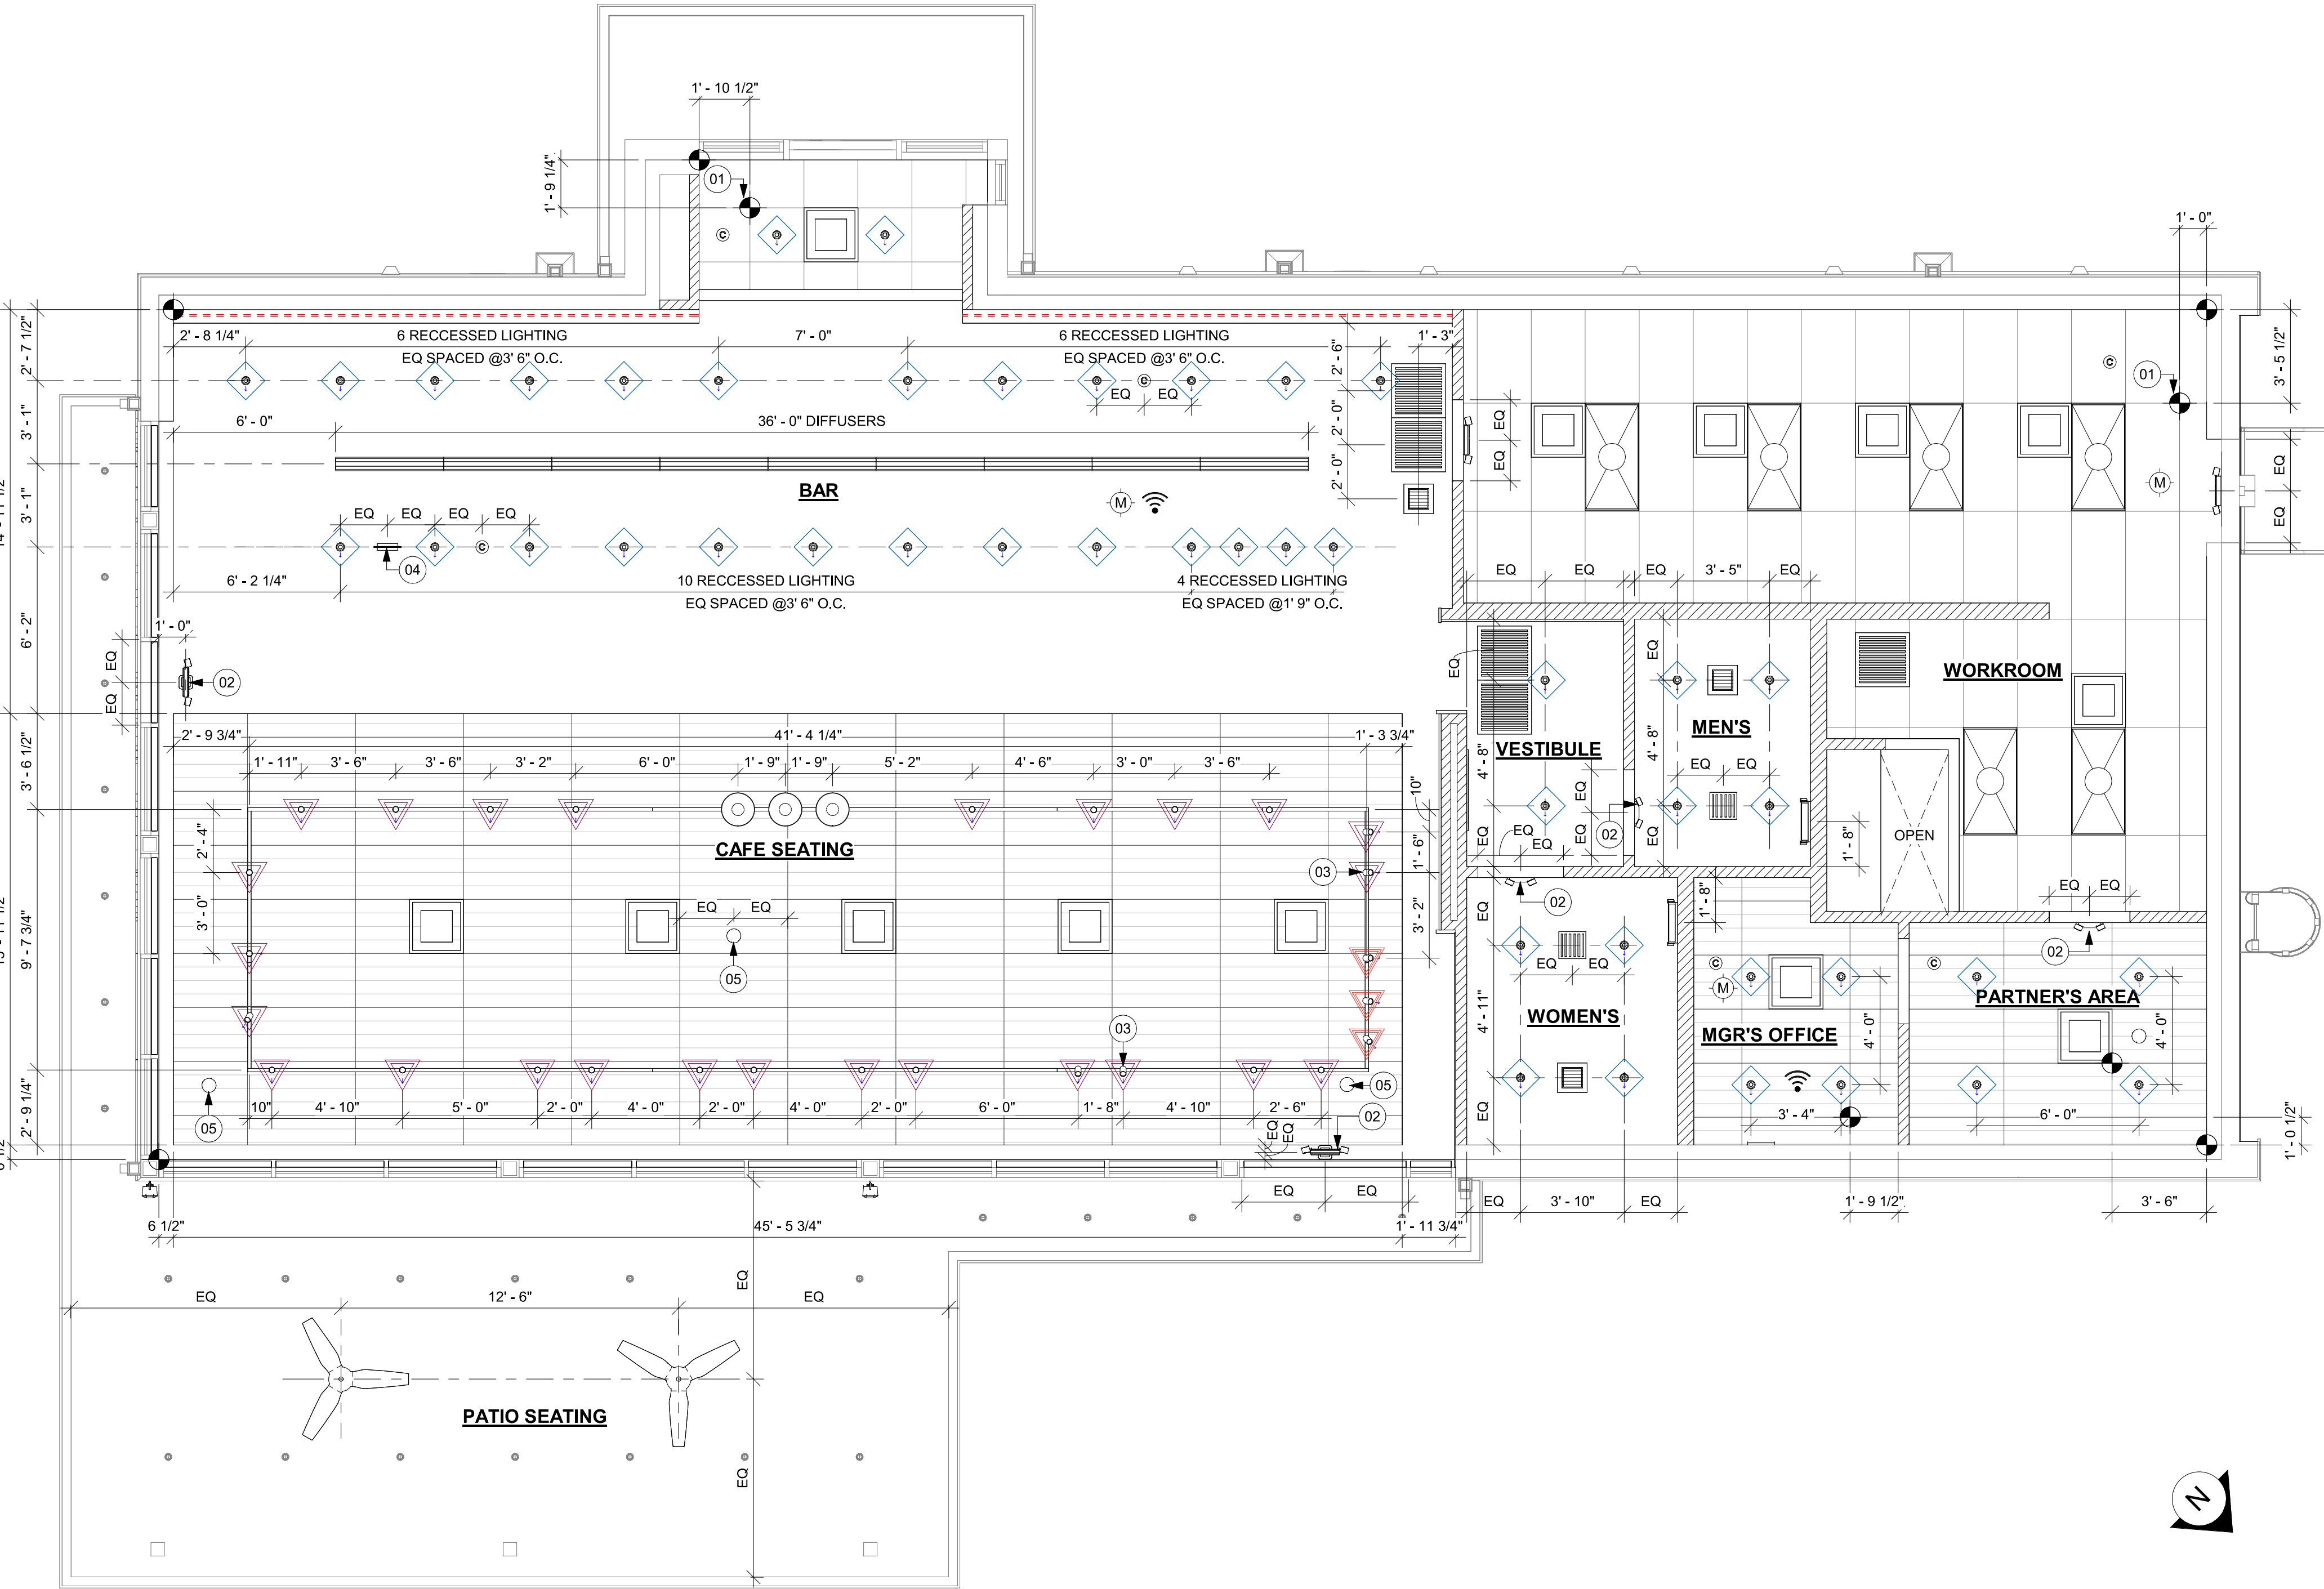 1' - 10 1/2"
1' - 9 1/4"
01
C
1' - 0"
2' - 7 1/2"
2' - 8 1/4"
6 RECCESSED LIGHTING
EQ SPACED @3' 6" O.C.
7' - 0"
6 RECCESSED LIGHTING
EQ SPACED @3' 6" O.C.
2' - 6"
1' - 3"
C
01
3' - 5 1/2"
C
EQ
EQ
3' - 1"
6' - 0"
36' - 0" DIFFUSERS
2' - 0"
EQ
EQ
EQ
3' - 1"
BAR
M
2' - 0"
M
EQ
EQ
EQ
EQ
EQ
C
04
6' - 2 1/4"
10 RECCESSED LIGHTING
EQ SPACED @3' 6" O.C.
4 RECCESSED LIGHTING
EQ SPACED @1' 9" O.C.
EQ
EQ
EQ
3' - 5"
EQ
6' - 2"
1' - 0"
EQ
EQ
02
EQ
EQ
WORKROOM
MEN'S
VESTIBULE
4' - 8"
4' - 8"
EQ
EQ
EQ
EQ
EQ
EQ
EQ
EQ
02
OPEN
1' - 8"
3' - 6 1/2"
2' - 9 3/4"
41' - 4 1/4"
1' - 3 3/4"
1' - 11"
3' - 6"
3' - 6"
3' - 2"
6' - 0"
1' - 9"
1' - 9"
5' - 2"
4' - 6"
3' - 0"
3' - 6"
10"
2' - 4"
CAFE SEATING
1' - 6"
03
3' - 0"
EQ
EQ
05
3' - 2"
9' - 7 3/4"
03
05
05
02
2' - 9 1/4"
10"
4' - 10"
5' - 0"
2' - 0"
4' - 0"
2' - 0"
4' - 0"
2' - 0"
6' - 0"
1' - 8"
4' - 10"
2' - 6"
EQ
EQ
02
EQ
EQ
EQ
4' - 11"
WOMEN'S
EQ
1' - 8"
C
M
MGR'S OFFICE
4' - 0"
3' - 4"
EQ
EQ
02
C
PARTNER'S AREA
4' - 0"
6' - 0"
1' - 0 1/2"
EQ
EQ
EQ
3' - 10"
EQ
1' - 9 1/2"
3' - 6"
6 1/2"
45' - 5 3/4"
1' - 11 3/4"
EQ
EQ
12' - 6"
EQ
PATIO SEATING
EQ
N